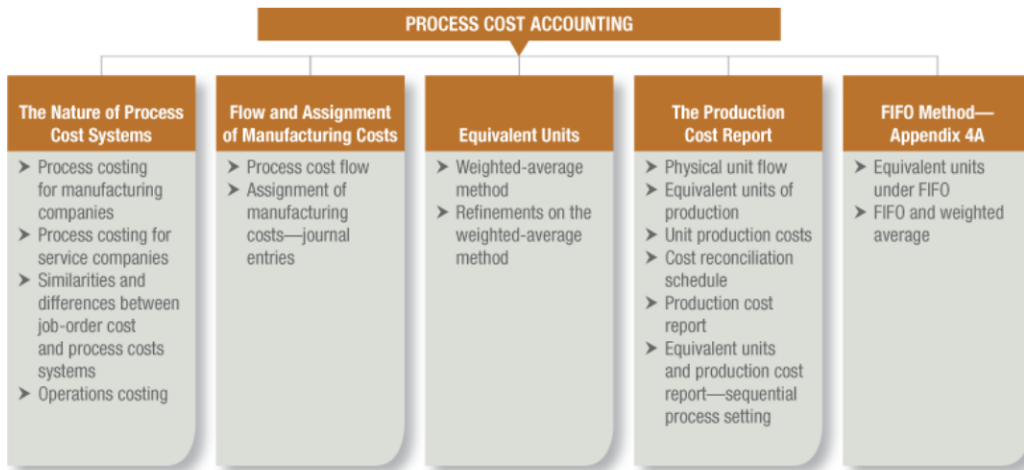 PROCESS COST ACCOUNTING
The Nature of Process
Cost Systems
➤ Process costing
for manufacturing
companies
➤ Process costing for
service companies
➤ Similarities and
differences between
job-order cost
and process costs
systems
➤ Operations costing
Flow and Assignment
of Manufacturing Costs
➤ Process cost flow
➤ Assignment of
manufacturing
costs—journal
entries
Equivalent Units
➤ Weighted-average
method
➤ Refinements on the
weighted-average
method
The Production
Cost Report
➤ Physical unit flow
➤ Equivalent units of
production
➤ Unit production costs
➤ Cost reconciliation
schedule
➤ Production cost
report
➤ Equivalent units
and production cost
report—sequential
process setting
FIFO Method—
Appendix 4A
➤ Equivalent units
under FIFO
➤ FIFO and weighted
average